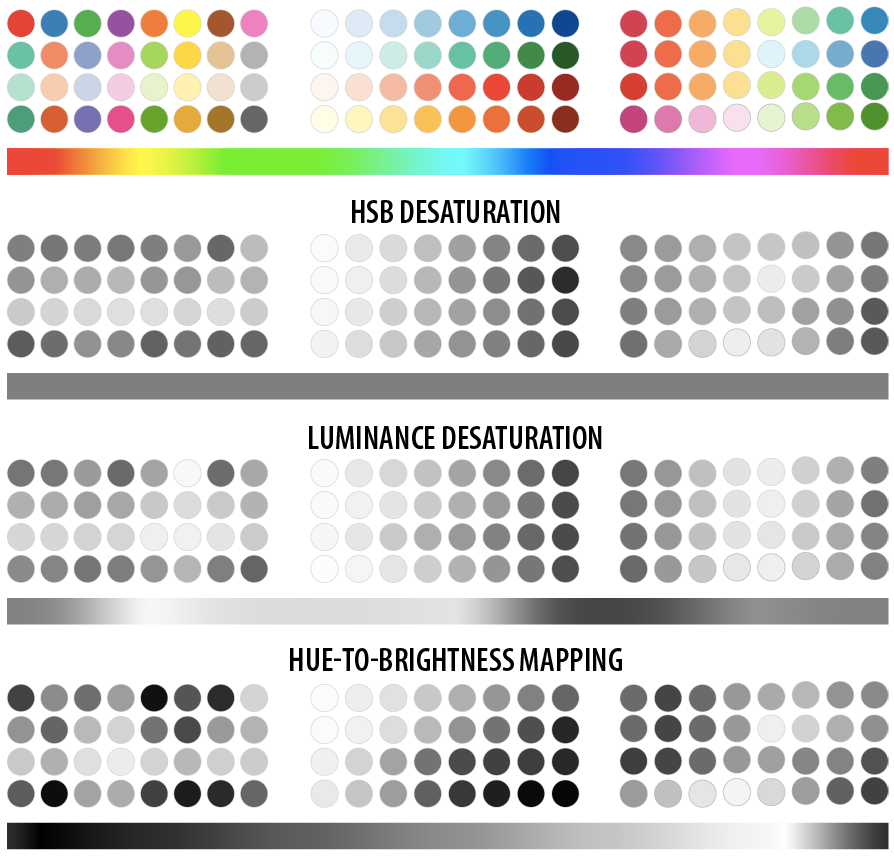 HSB DESATURATION
LUMINANCE DESATURATION
HUE-TO-BRIGHTNESS MAPPING